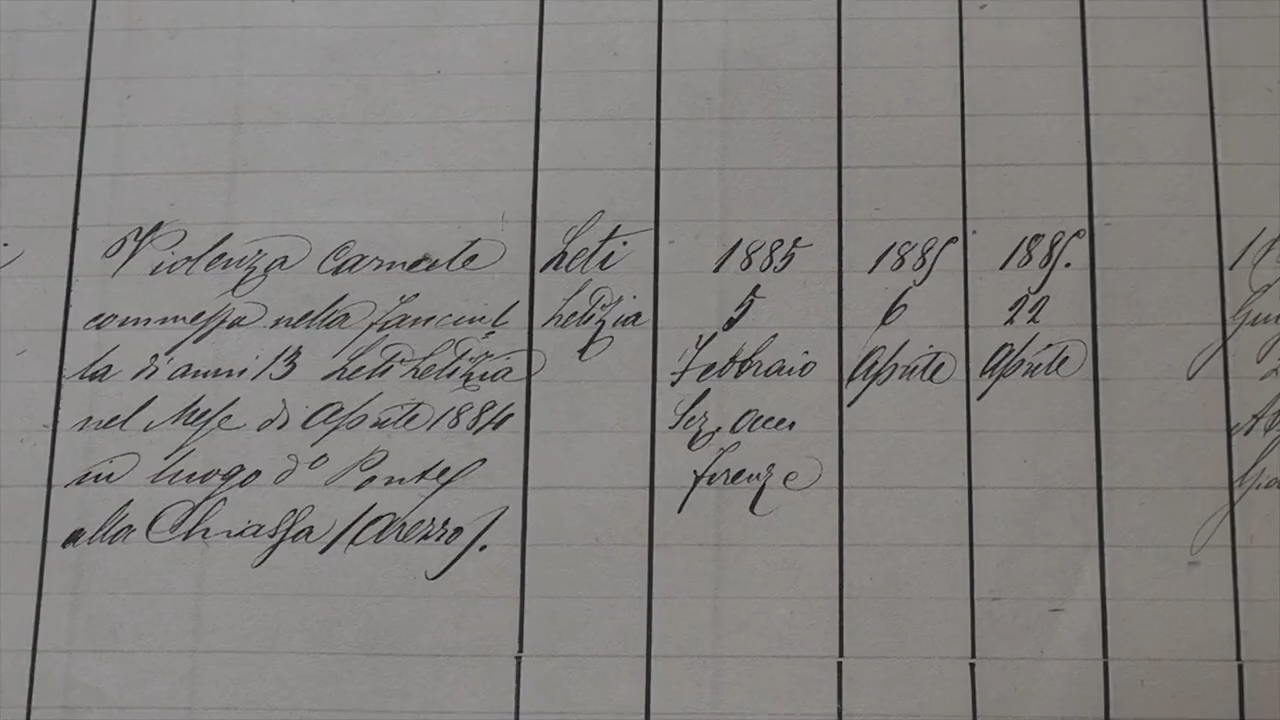 Violenza Carnale
commessa nella fanciul
la di anni 13 Leti Letizia
nel Mese di Aprile 1884
in luogo do Ponte
alla Chiassa (Arezzo).
Leti
Letizia
1885
5
Febbraio
Sez. Acc
Firenze
1885
6
Aprile
1885.
22
Aprile